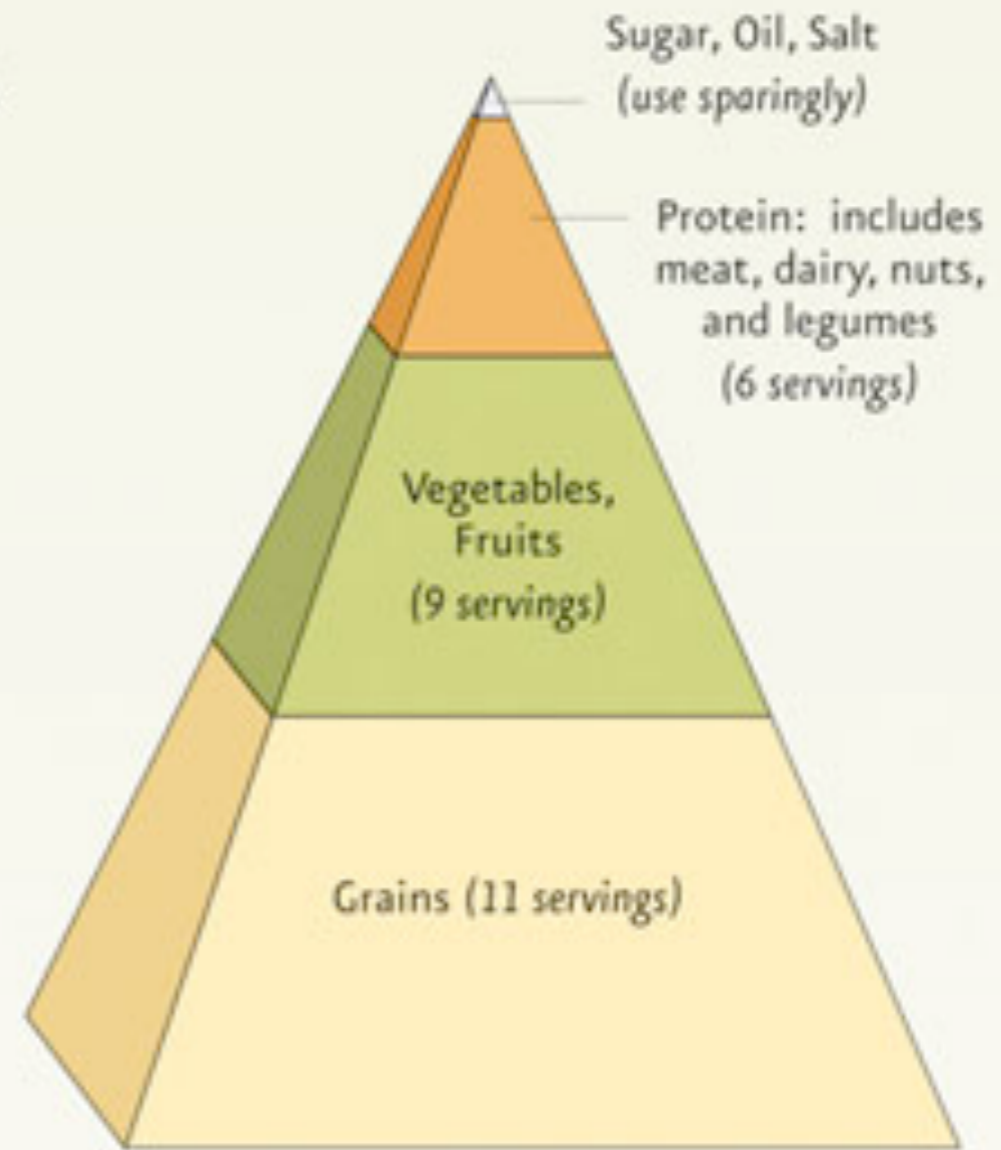 Sugar, Oil, Salt
(use sparingly)
Protein: includes
meat, dairy, nuts,
and legumes
(6 servings)
Vegetables,
Fruits
(9 servings)
Grains (11 servings)